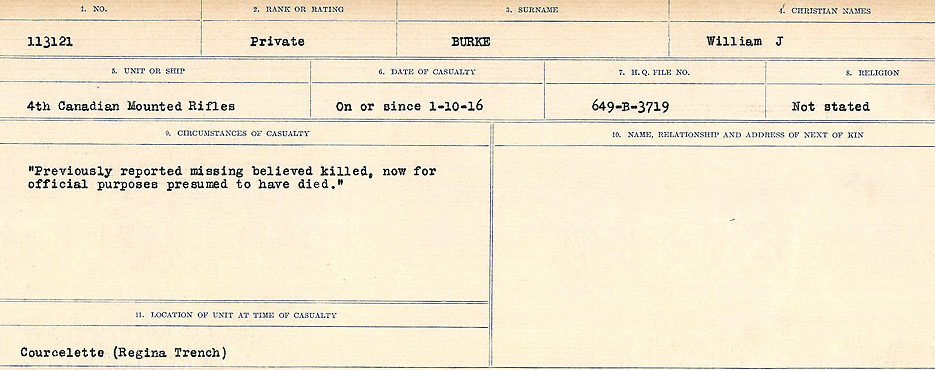 1. NO.
2. RANK OR RATING
3. SURNAME
4. CHRISTIAN NAMES
113121
Private
BURKE
William J
5. UNIT OR SHIP
6. DATE OF CASUALTY
7. H.Q. FILE NO.
8. RELIGION
4th Canadian Mounted Rifles
On or since 1-10-16
649-B-3719
Not stated
9. CIRCUMSTANCES OF CASUALTY
10. NAME, RELATIONSHIP AND ADDRESS OF NEXT OF KIN
"Previously reported missing believed killed, now for
official purposes presumed to have died."
11. LOCATION OF UNIT AT TIME OF CASUALTY
Courcelette (Regina Trench)